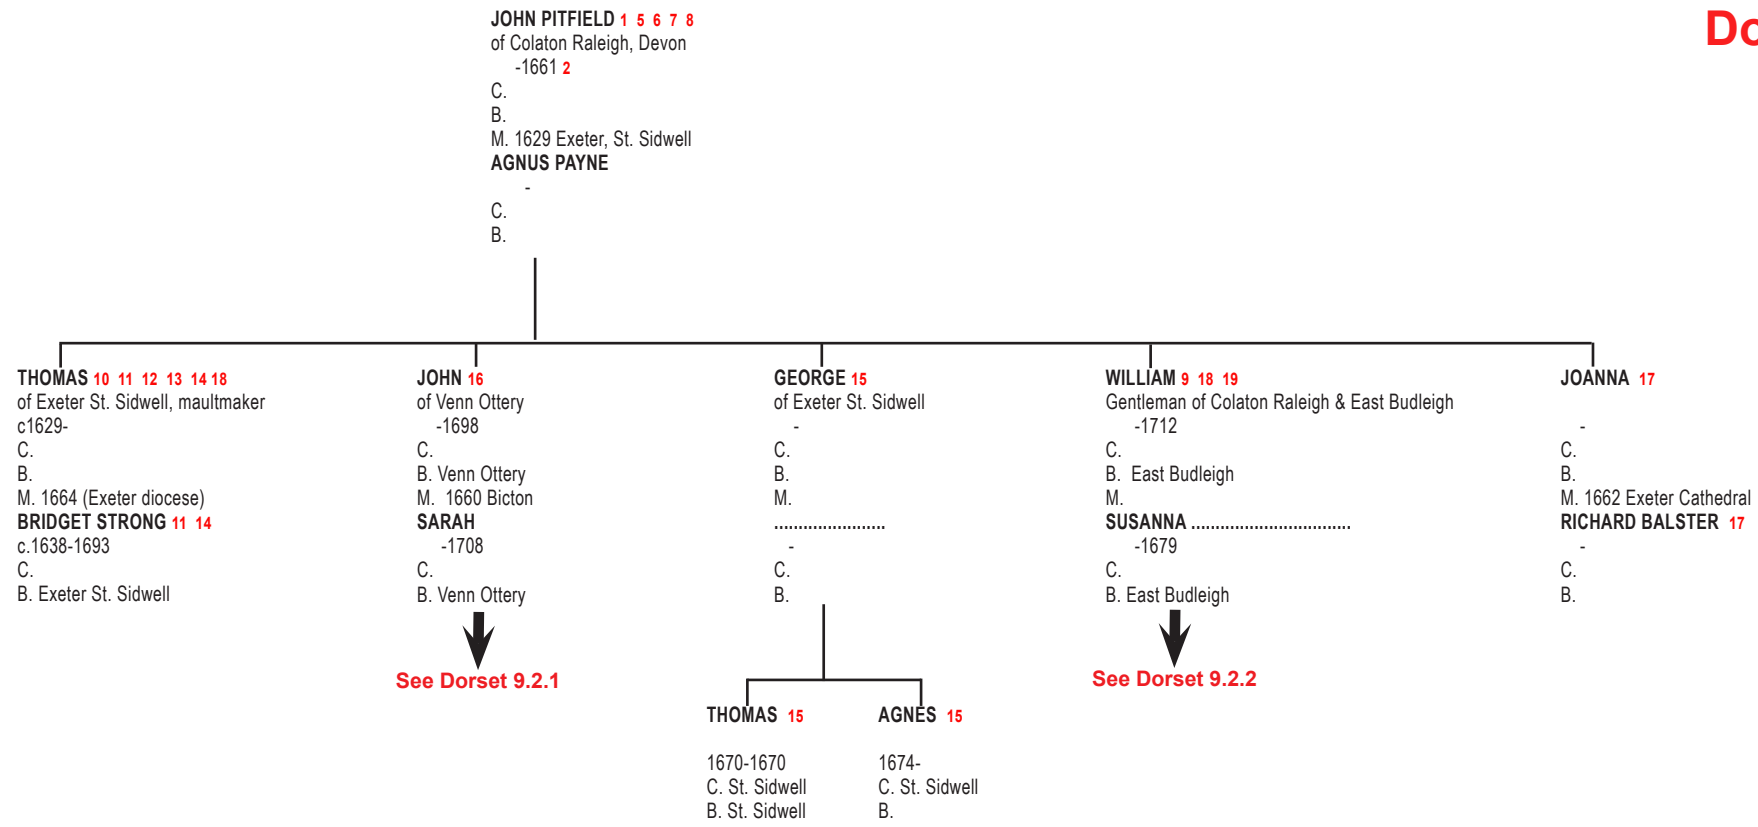 Do
JOHN PITFIELD 1 5 6 7 8
of Colaton Raleigh, Devon
-1661 2
C.
B.
M. 1629 Exeter, St. Sidwell
AGNUS PAYNE
-
C.
B.
THOMAS 10 11 12 13 14 18
of Exeter St. Sidwell, maultmaker
c1629-
C.
B.
M. 1664 (Exeter diocese)
BRIDGET STRONG 11 14
c.1638-1693
C.
B. Exeter St. Sidwell
JOHN 16
of Venn Ottery
-1698
C.
B. Venn Ottery
M. 1660 Bicton
SARAH
-1708
C.
B. Venn Ottery
See Dorset 9.2.1
GEORGE 15
of Exeter St. Sidwell
-
C.
B.
M.
.......................
-
C.
B.
THOMAS 15
1670-1670
C. St. Sidwell
B. St. Sidwell
AGNES 15
1674-
C. St. Sidwell
B.
WILLIAM 9 18 19
Gentleman of Colaton Raleigh & East Budleigh
-1712
C.
B. East Budleigh
M.
SUSANNA .................................
-1679
C.
B. East Budleigh
See Dorset 9.2.2
JOANNA 17
-
C.
B.
M. 1662 Exeter Cathedral
RICHARD BALSTER 17
-
C.
B.